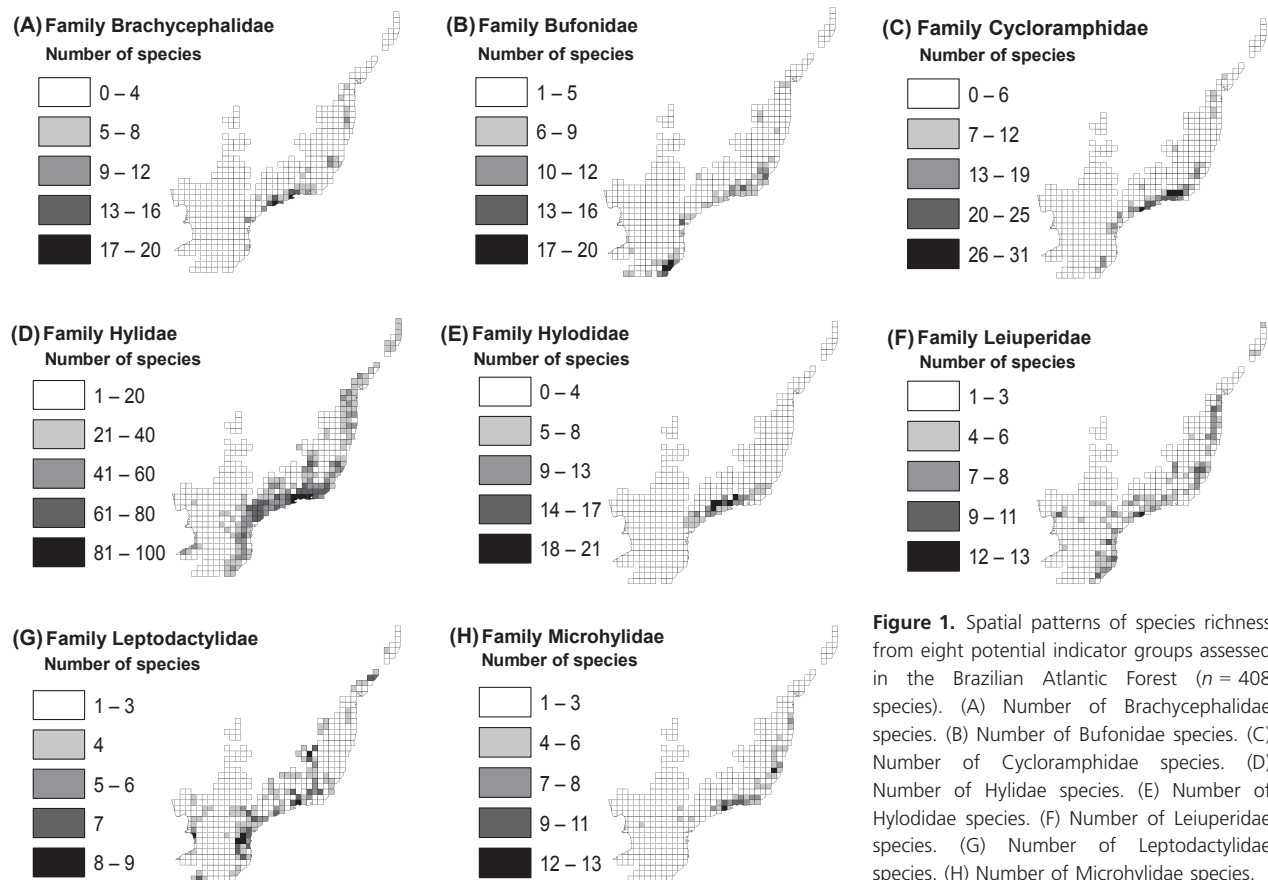 (A) Family Brachycephalidae
Number of species
0 – 4
5 – 8
9 – 12
13 – 16
17 – 20
(B) Family Bufonidae
Number of species
1 – 5
6 – 9
10 – 12
13 – 16
17 – 20
(C) Family Cycloramphidae
Number of species
0 – 6
7 – 12
13 – 19
20 – 25
26 – 31
(D) Family Hylidae
Number of species
1 – 20
21 – 40
41 – 60
61 – 80
81 – 100
(E) Family Hylodidae
Number of species
0 – 4
5 – 8
9 – 13
14 – 17
18 – 21
(F) Family Leiuperidae
Number of species
1 – 3
4 – 6
7 – 8
9 – 11
12 – 13
(G) Family Leptodactylidae
Number of species
1 – 3
4
5 – 6
7
8 – 9
(H) Family Microhylidae
Number of species
1 – 3
4 – 6
7 – 8
9 – 11
12 – 13
Figure 1. Spatial patterns of species richness
from eight potential indicator groups assessed
in the Brazilian Atlantic Forest (n = 408
species). (A) Number of Brachycephalidae
species. (B) Number of Bufonidae species. (C)
Number of Cycloramphidae species. (D)
Number of Hylidae species. (E) Number of
Hylodidae species. (F) Number of Leiuperidae
species. (G) Number of Leptodactylidae
species. (H) Number of Microhylidae species.